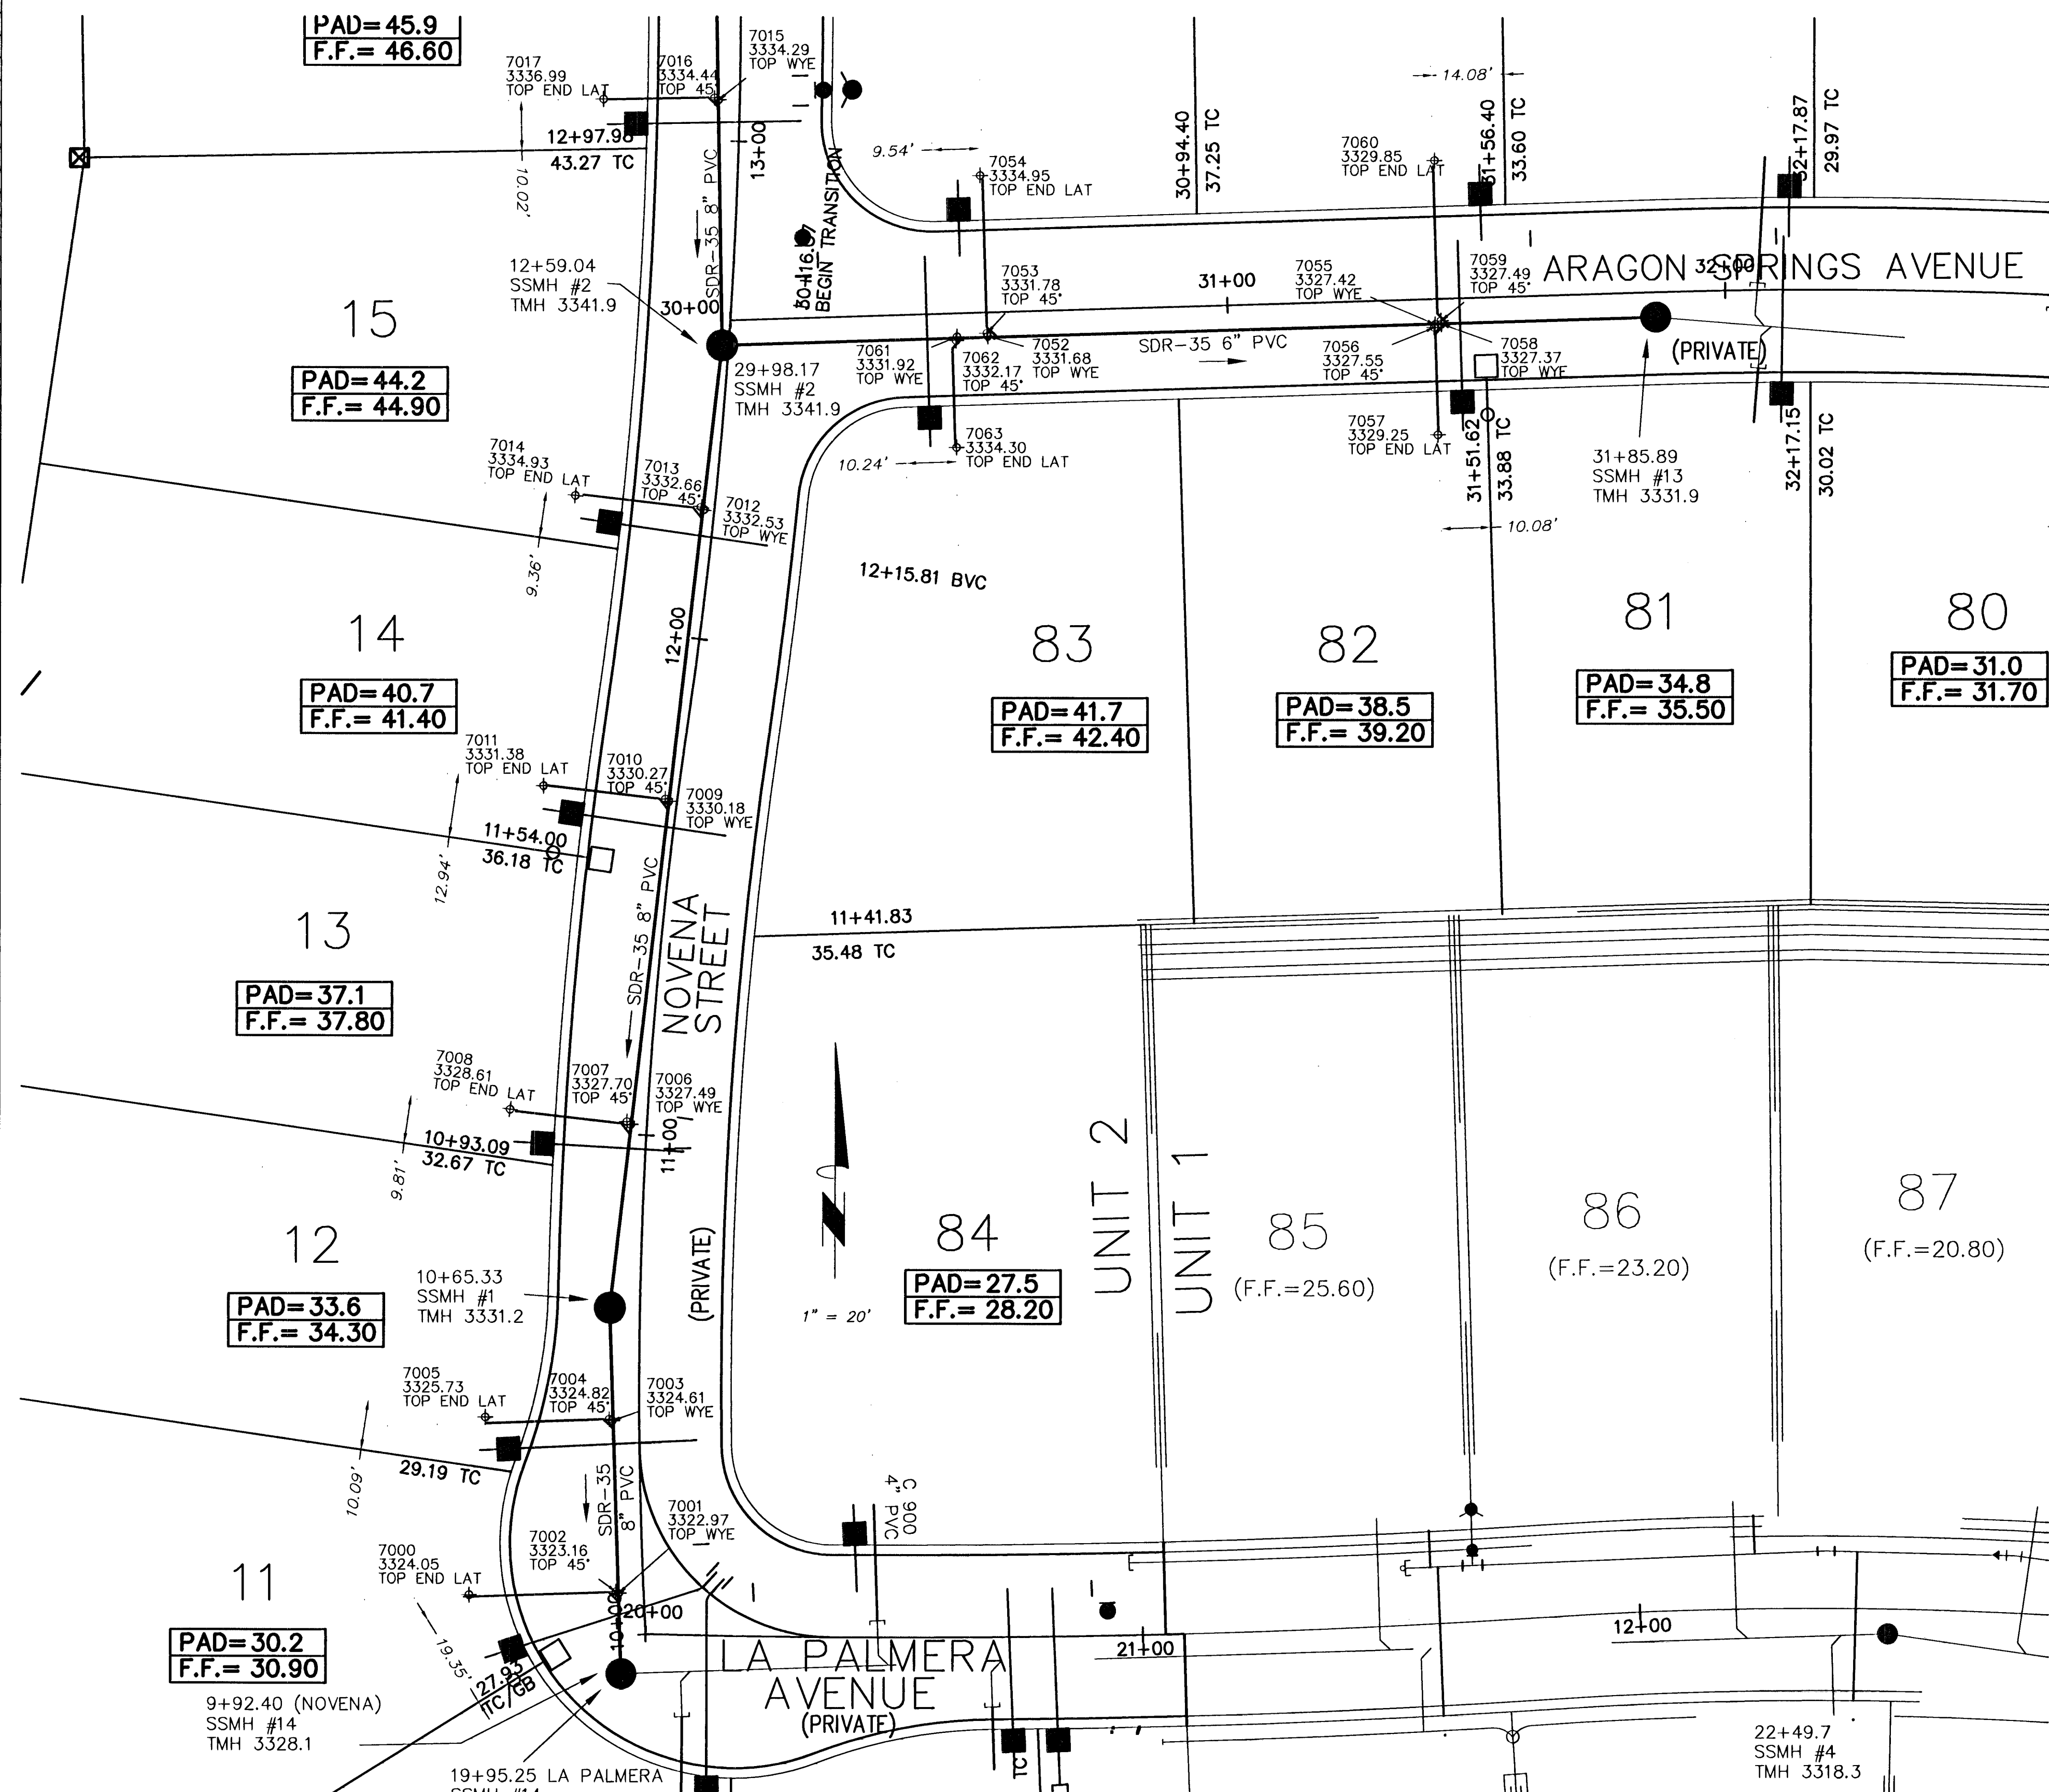 PAD=45.9
F.F.= 46.60
7017
3336.99
TOP END LAT
7016
3334.44
TOP 45°
7015
3334.29
TOP WYE
12+97.98
43.27 TC
10.02'
SDR-35 8" PVC
13+00
BEGIN TRANSITION
9.54'
7054
3334.95
TOP END LAT
30+94.40
37.25 TC
14.08'
7060
3329.85
TOP END LAT
31+56.40
33.60 TC
32+17.87
29.97 TC
12+59.04
SSMH #2
TMH 3341.9
30+00
29+98.17
SSMH #2
TMH 3341.9
7053
3331.78
TOP 45°
31+00
7055
3327.42
TOP WYE
7059
3327.49
TOP 45°
ARAGON SPRINGS AVENUE
32+00
(PRIVATE)
7061
3331.92
TOP WYE
7062
3332.17
TOP 45°
7052
3331.68
TOP WYE
SDR-35 6" PVC
7056
3327.55
TOP 45°
7058
3327.37
TOP WYE
7057
3329.25
TOP END LAT
7063
3334.30
TOP END LAT
10.24'
31+51.62
33.88 TC
10.08'
31+85.89
SSMH #13
TMH 3331.9
32+17.15
30.02 TC
15
PAD=44.2
F.F.= 44.90
7014
3334.93
TOP END LAT
7013
3332.66
TOP 45°
7012
3332.53
TOP WYE
9.36'
12+15.81 BVC
12+00
14
PAD=40.7
F.F.= 41.40
83
PAD=41.7
F.F.= 42.40
82
PAD=38.5
F.F.= 39.20
81
PAD=34.8
F.F.= 35.50
80
PAD=31.0
F.F.= 31.70
7011
3331.38
TOP END LAT
7010
3330.27
TOP 45°
7009
3330.18
TOP WYE
11+54.00
36.18 TC
12.94'
SDR-35 8" PVC
NOVENA
STREET
11+41.83
35.48 TC
13
PAD=37.1
F.F.= 37.80
7008
3328.61
TOP END LAT
7007
3327.70
TOP 45°
7006
3327.49
TOP WYE
11+00
10+93.09
32.67 TC
9.81'
UNIT 2
UNIT 1
12
PAD=33.6
F.F.= 34.30
10+65.33
SSMH #1
TMH 3331.2
(PRIVATE)
1" = 20'
84
PAD=27.5
F.F.= 28.20
85
(F.F.=25.60)
86
(F.F.=23.20)
87
(F.F.=20.80)
7005
3325.73
TOP END LAT
7004
3324.82
TOP 45°
7003
3324.61
TOP WYE
29.19 TC
10.09'
SDR-35
8" PVC
C 900
4" PVC
7001
3322.97
TOP WYE
7002
3323.16
TOP 45°
7000
3324.05
TOP END LAT
11
PAD=30.2
F.F.= 30.90
19.35'
27.93
TC/GB
10+00
20+00
LA PALMERA
AVENUE
(PRIVATE)
21+00
12+00
9+92.40 (NOVENA)
SSMH #14
TMH 3328.1
19+95.25 LA PALMERA
SSMH #14
TC
22+49.7
SSMH #4
TMH 3318.3